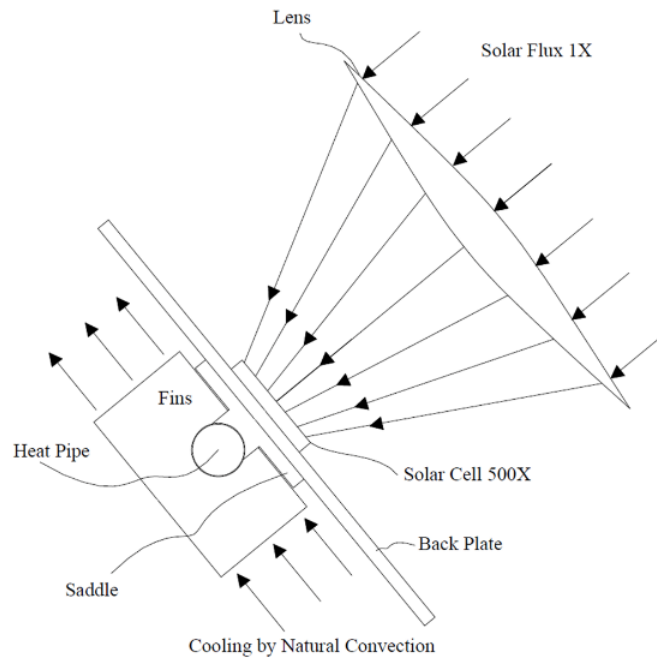 Lens
Solar Flux 1X
Fins
Heat Pipe
Solar Cell 500X
Back Plate
Saddle
Cooling by Natural Convection